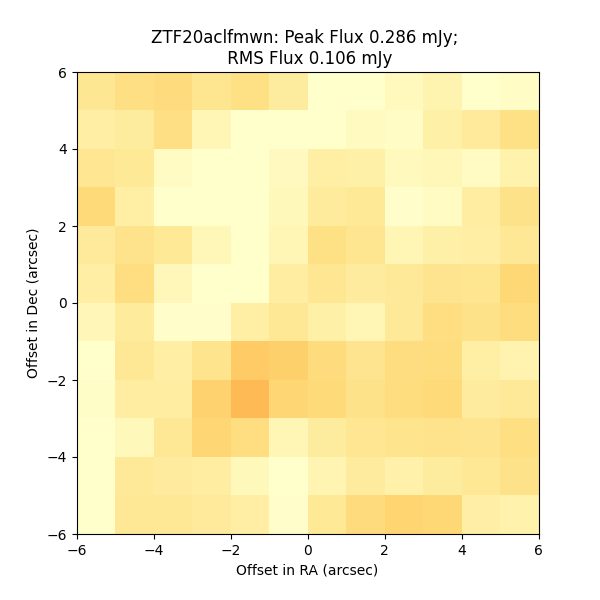 ZTF20aclfmwn: Peak Flux 0.286 mJy;
RMS Flux 0.106 mJy
6
4
2
0
−2
−4
−6
Offset in Dec (arcsec)
−6 −4 −2 0 2 4 6
Offset in RA (arcsec)